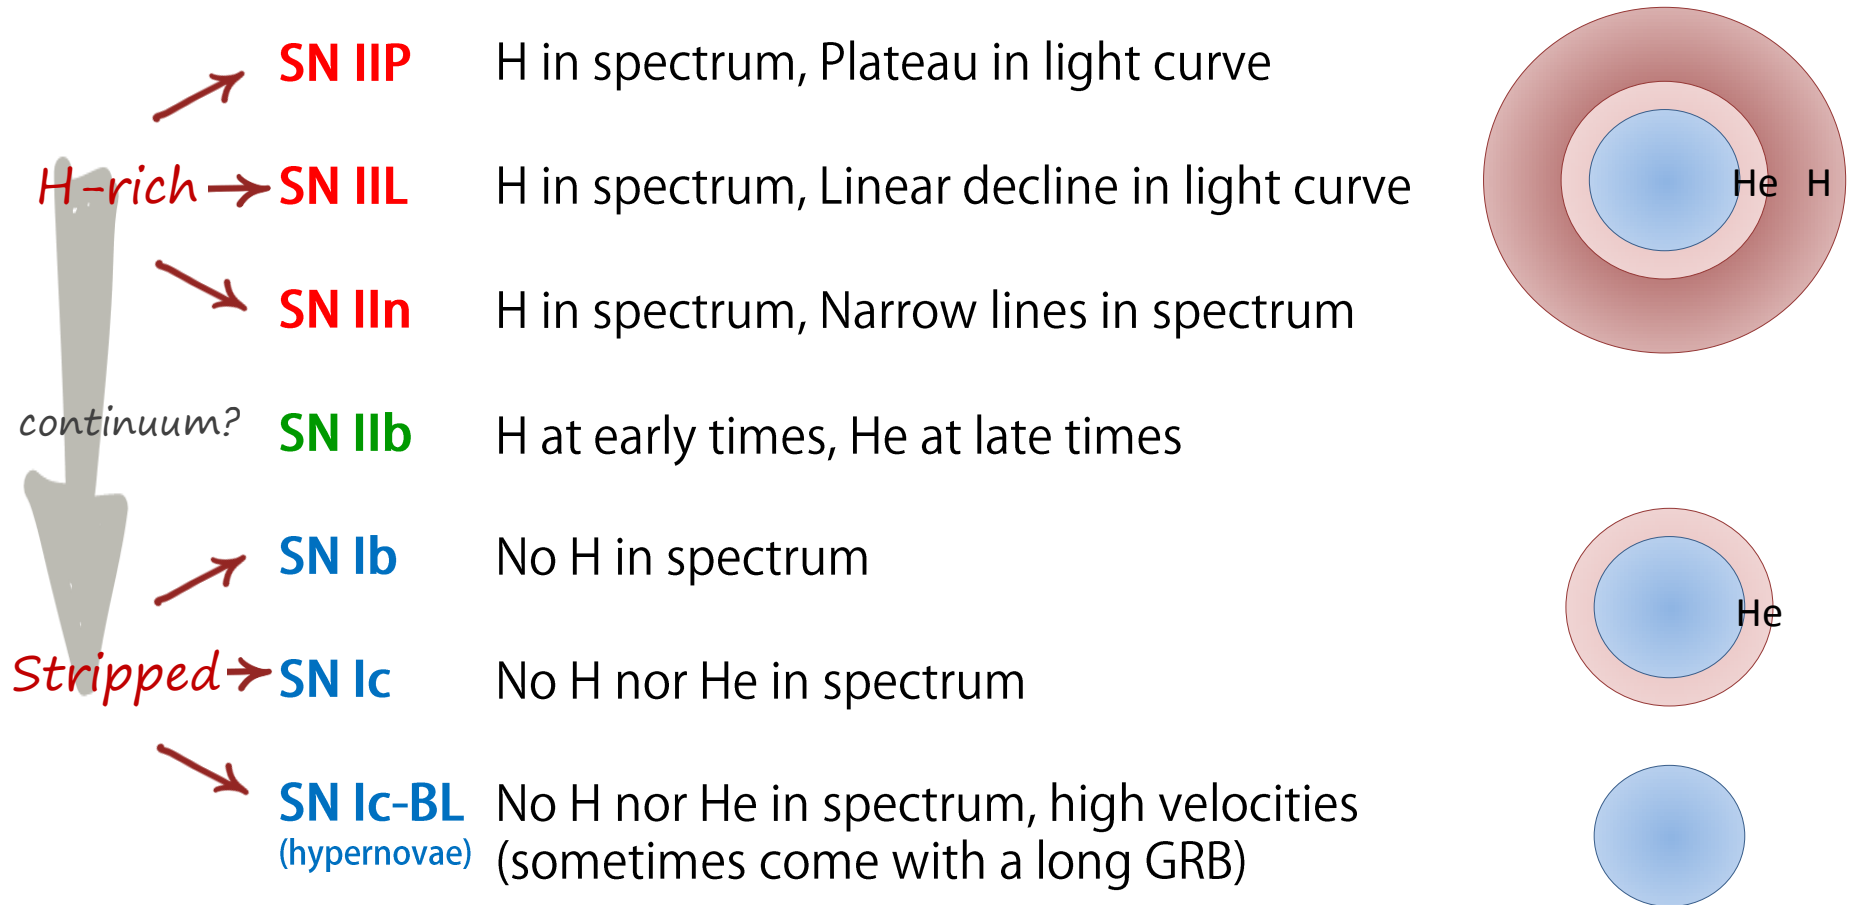 SN IIP H in spectrum, Plateau in light curve
H-rich SN IIL H in spectrum, Linear decline in light curve He H
SN IIn H in spectrum, Narrow lines in spectrum
continuum? SN IIb H at early times, He at late times
SN Ib No H in spectrum
He
Stripped SN Ic No H nor He in spectrum
SN Ic-BL No H nor He in spectrum, high velocities
(hypernovae) (sometimes come with a long GRB)